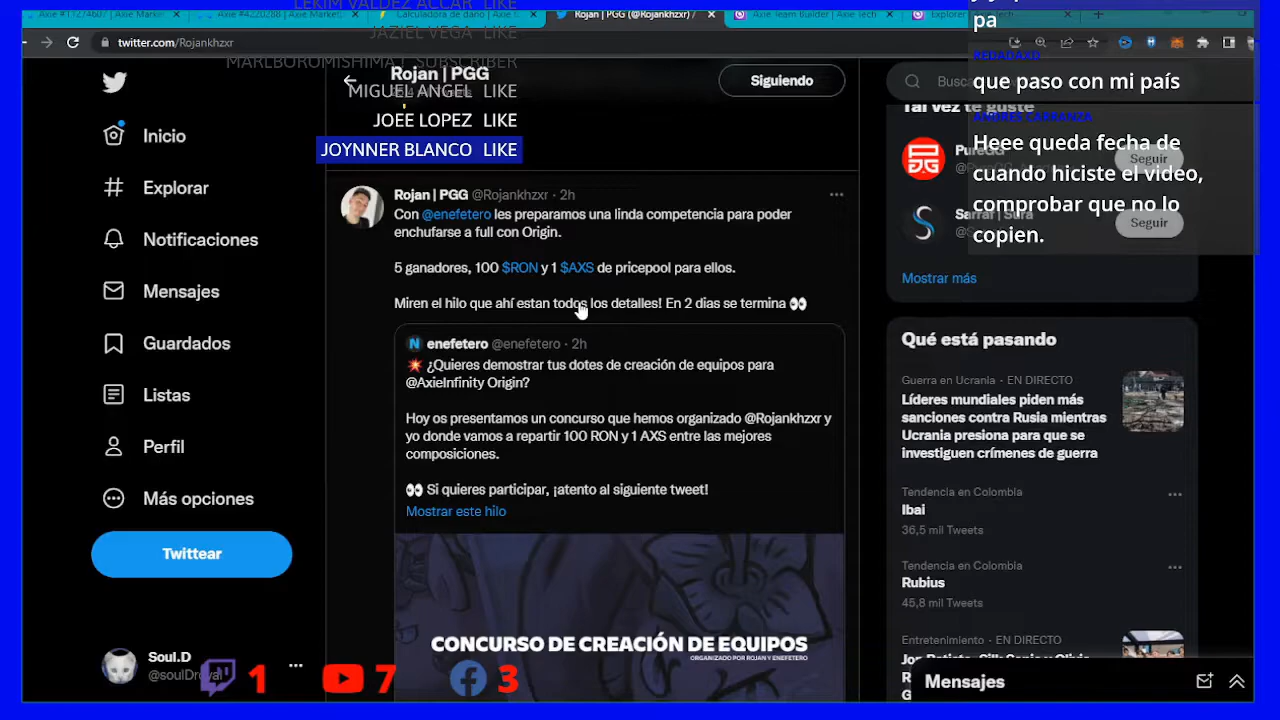 Axie #11274607 | Axie Market
Axie #4220288 | Axie Market
Calculadora de daño
Rojan | PGG (@Rojankhzxr) /
Axie Team Builder | Axie Tech
Explorer
twitter.com/Rojankhzxr
LEKIM VALDEZ ACCAR LIKE
JAZIEL VEGA LIKE
SUBSCRIBER
MIGUEL ANGEL LIKE
JOEE LOPEZ LIKE
JOYNNER BLANCO LIKE
pa
REDADAXD
que paso con mi país
ANDRES CARRANZA
Heee queda fecha de
cuando hiciste el video,
comprobar que no lo
copien.
Inicio
Explorar
Notificaciones
Mensajes
Guardados
Listas
Perfil
Más opciones
Twittear
Soul.D
1
7
3
Rojan | PGG
Siguiendo
Rojan | PGG @Rojankhzxr · 2h
Con @enefetero les preparamos una linda competencia para poder
enchufarse a full con Origin.
5 ganadores, 100 $RON y 1 $AXS de pricepool para ellos.
Miren el hilo que ahí estan todos los detalles! En 2 dias se termina 👀
enefetero @enefetero · 2h
💥 ¿Quieres demostrar tus dotes de creación de equipos para
@AxieInfinity Origin?
Hoy os presentamos un concurso que hemos organizado @Rojankhzxr y
yo donde vamos a repartir 100 RON y 1 AXS entre las mejores
composiciones.
👀 Si quieres participar, ¡atento al siguiente tweet!
Mostrar este hilo
CONCURSO DE CREACIÓN DE EQUIPOS
ORGANIZADO POR ROJAN Y ENEFETERO
Tal vez te guste
Seguir
Sarraf | Sura
Seguir
Mostrar más
Qué está pasando
Guerra en Ucrania · EN DIRECTO
Líderes mundiales piden más
sanciones contra Rusia mientras
Ucrania presiona para que se
investiguen crímenes de guerra
Tendencia en Colombia
Ibai
36,5 mil Tweets
Tendencia en Colombia
Rubius
45,8 mil Tweets
Entretenimiento · EN DIRECTO
Mensajes